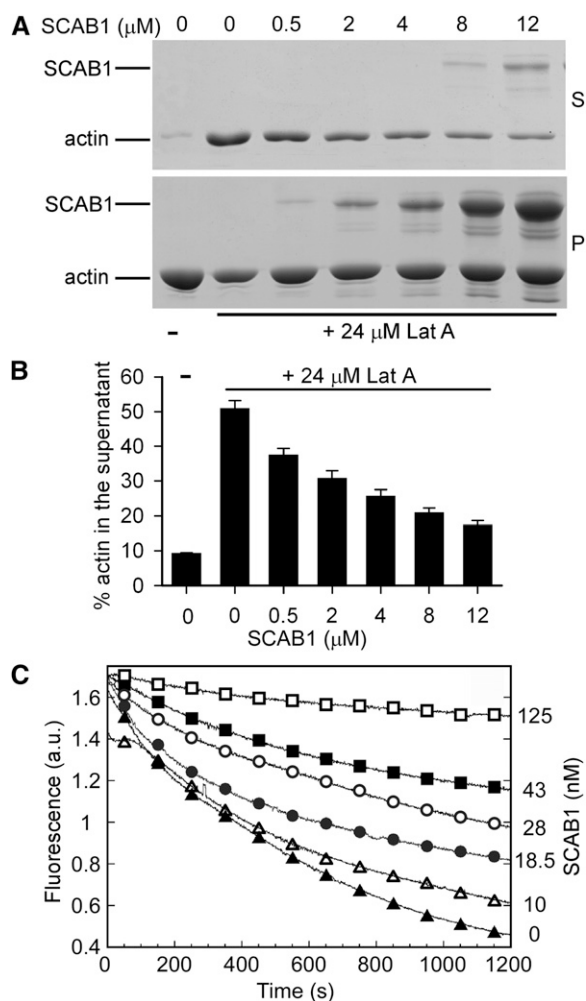 A
SCAB1 (μM) 0 0 0.5 2 4 8 12
SCAB1
S
actin
SCAB1
P
actin
- + 24 μM Lat A
B
- + 24 μM Lat A
% actin in the supernatant
60
50
40
30
20
10
0
0 0 0.5 2 4 8 12
SCAB1 (μM)
C
Fluorescence (a.u.)
1.6
1.4
1.2
1
0.8
0.6
0.4
125
43
28
18.5
10
0
SCAB1 (nM)
0 200 400 600 800 1000 1200
Time (s)